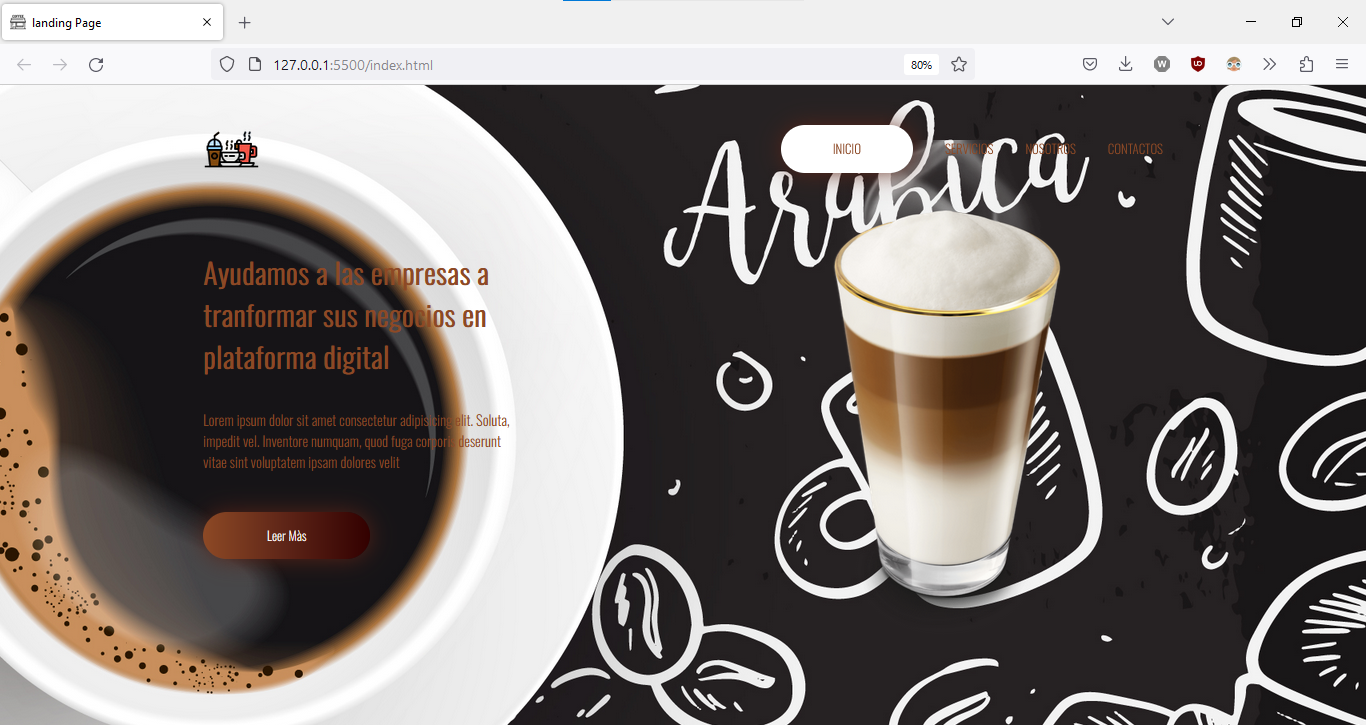 landing Page
127.0.0.1:5500/index.html
80%
INICIO
SERVICIOS
NOSOTROS
CONTACTOS
Arabica
Ayudamos a las empresas a
tranformar sus negocios en
plataforma digital
Lorem ipsum dolor sit amet consectetur adipisicing elit. Soluta,
impedit vel. Inventore numquam, quod fuga corporis deserunt
vitae sint voluptatem ipsam dolores velit
Leer Màs